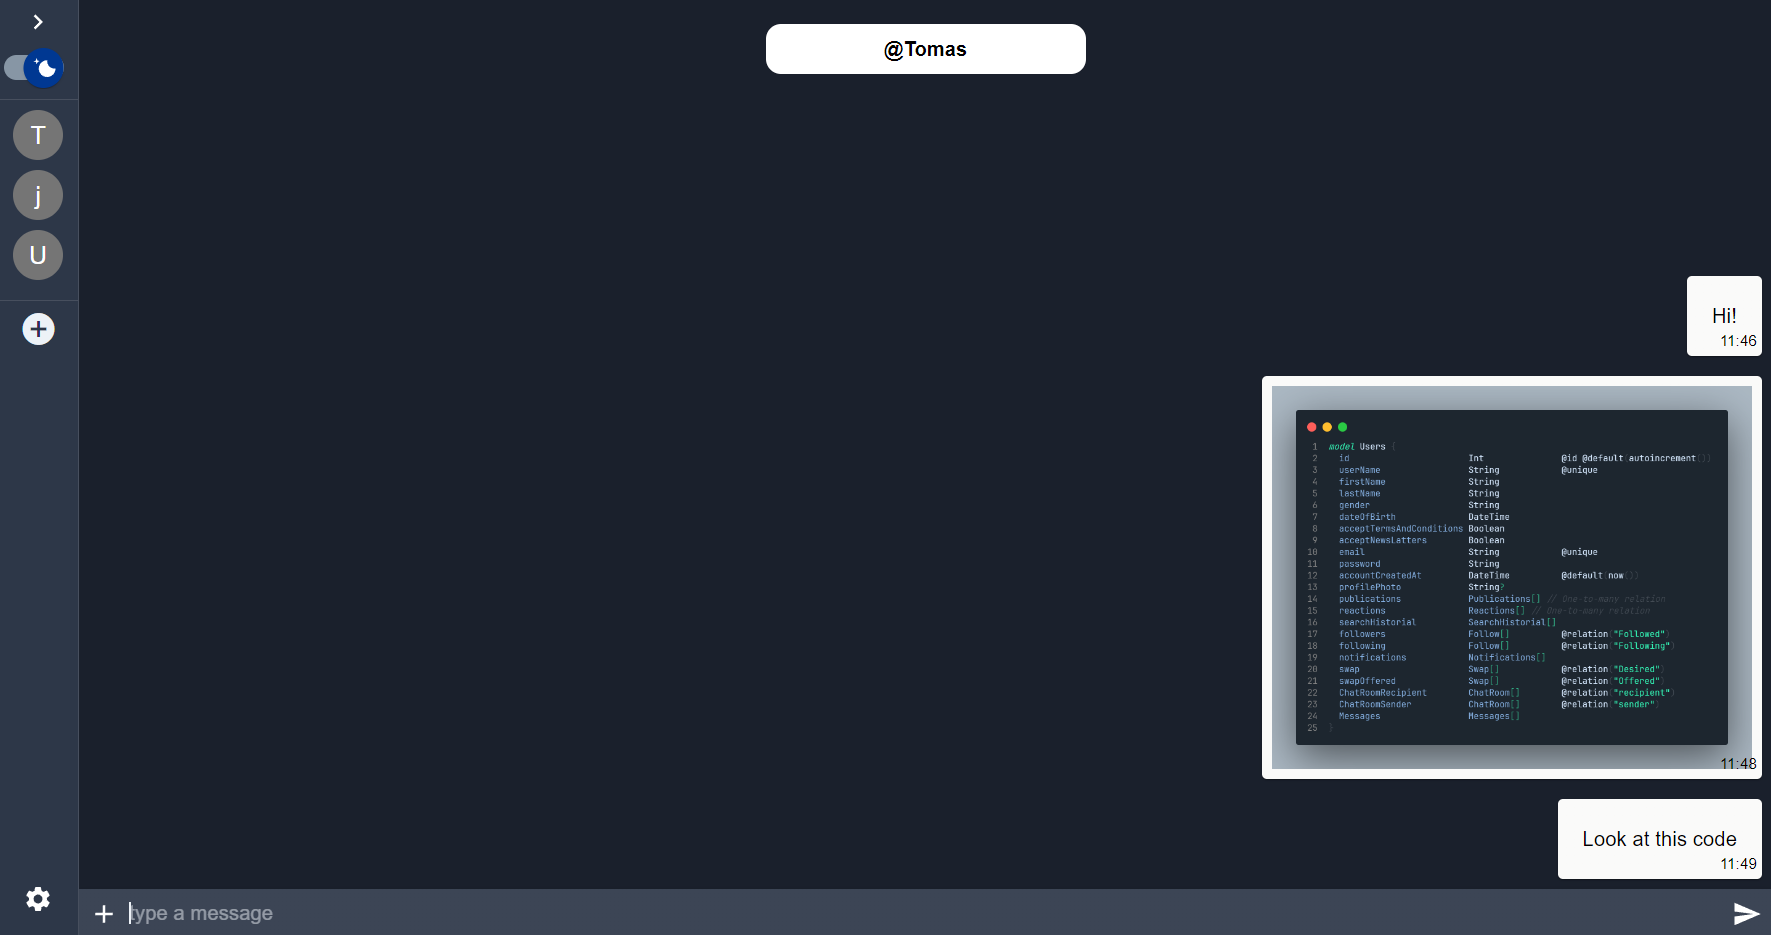 @Tomas
T
j
U
Hi!
11:46
1 model Users {
2 id Int @id @default(autoincrement())
3 userName String @unique
4 firstName String
5 lastName String
6 gender String
7 dateOfBirth DateTime
8 acceptTermsAndConditions Boolean
9 acceptNewsLatters Boolean
10 email String @unique
11 password String
12 accountCreatedAt DateTime @default(now())
13 profilePhoto String?
14 publications Publications[] // One-to-many relation
15 reactions Reactions[] // One-to-many relation
16 searchHistorial SearchHistorial[]
17 followers Follow[] @relation("Followed")
18 following Follow[] @relation("Following")
19 notifications Notifications[]
20 swap Swap[] @relation("Desired")
21 swapOffered Swap[] @relation("Offered")
22 ChatRoomRecipient ChatRoom[] @relation("recipient")
23 ChatRoomSender ChatRoom[] @relation("sender")
24 Messages Messages[]
25 }
11:48
Look at this code
11:49
type a message